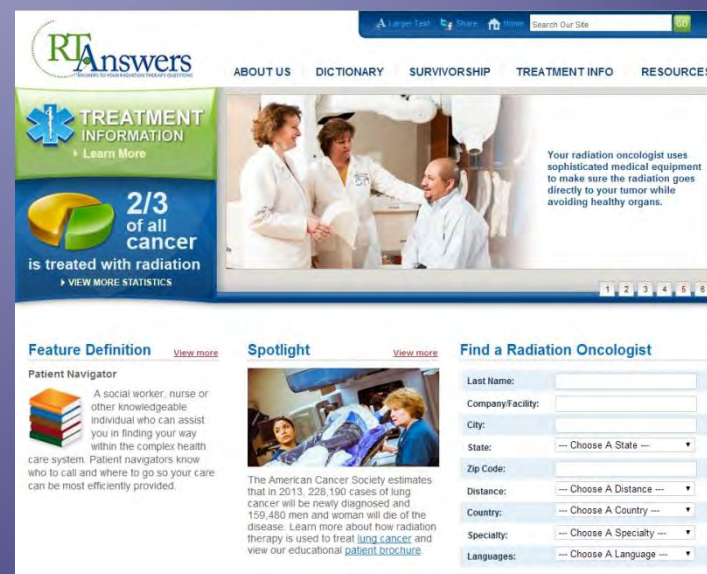 A Larger Text Share Home Search Our Site GO
RTAnswers
ANSWERS TO YOUR RADIATION THERAPY QUESTIONS
ABOUT US DICTIONARY SURVIVORSHIP TREATMENT INFO RESOURCES
TREATMENT
INFORMATION
Learn More
2/3
of all
cancer
is treated with radiation
VIEW MORE STATISTICS
Your radiation oncologist uses
sophisticated medical equipment
to make sure the radiation goes
directly to your tumor while
avoiding healthy organs.
1 2 3 4 5 6
Feature Definition View more
Patient Navigator
A social worker, nurse or
other knowledgeable
individual who can assist
you in finding your way
within the complex health
care system. Patient navigators know
who to call and where to go so your care
can be most efficiently provided.
Spotlight View more
The American Cancer Society estimates
that in 2013, 228,190 cases of lung
cancer will be newly diagnosed and
159,480 men and woman will die of the
disease. Learn more about how radiation
therapy is used to treat lung cancer and
view our educational patient brochure.
Find a Radiation Oncologist
Last Name:
Company/Facility:
City:
State: --- Choose A State ---
Zip Code:
Distance: --- Choose A Distance ---
Country: --- Choose A Country ---
Specialty: --- Choose A Specialty ---
Languages: --- Choose A Language ---